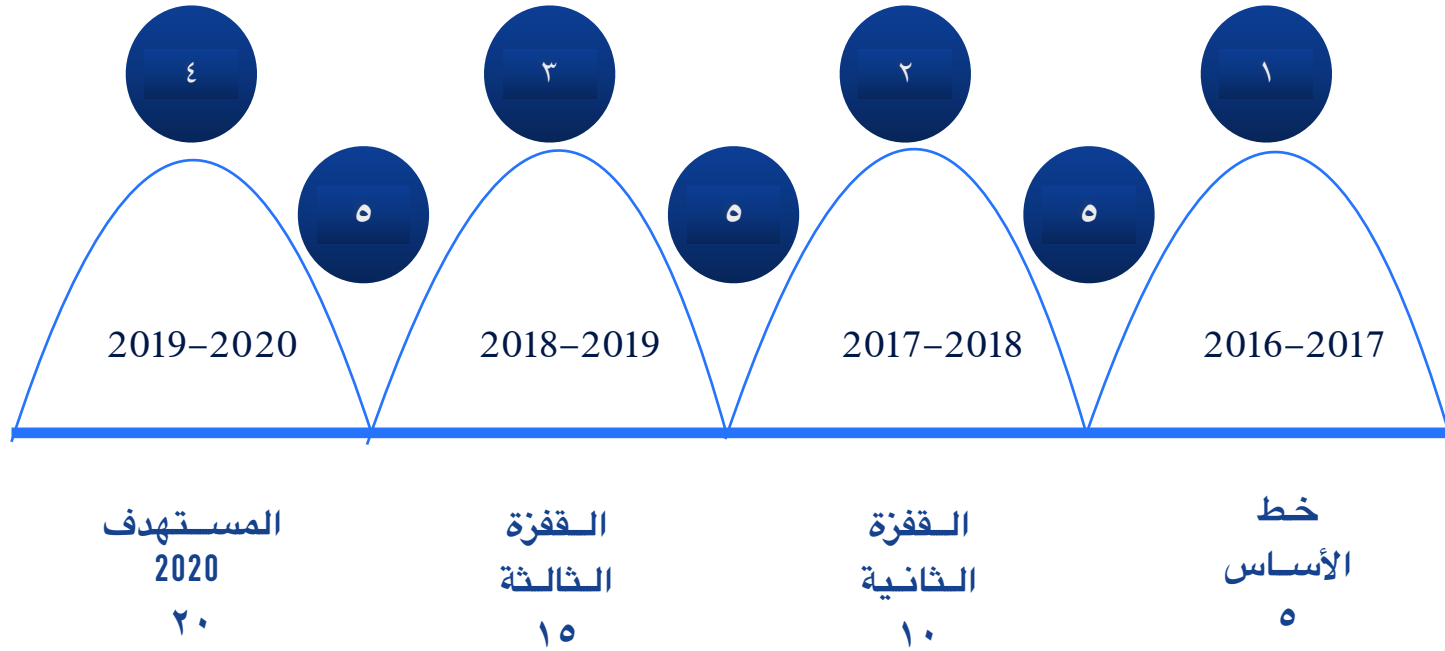 ١
٢
٣
٤
٥
٥
٥
2016–2017
2017–2018
2018–2019
2019–2020
خط
الأساس
٥
القفزة
الثانية
١٠
القفزة
الثالثة
١٥
المستهدف
2020
٢٠